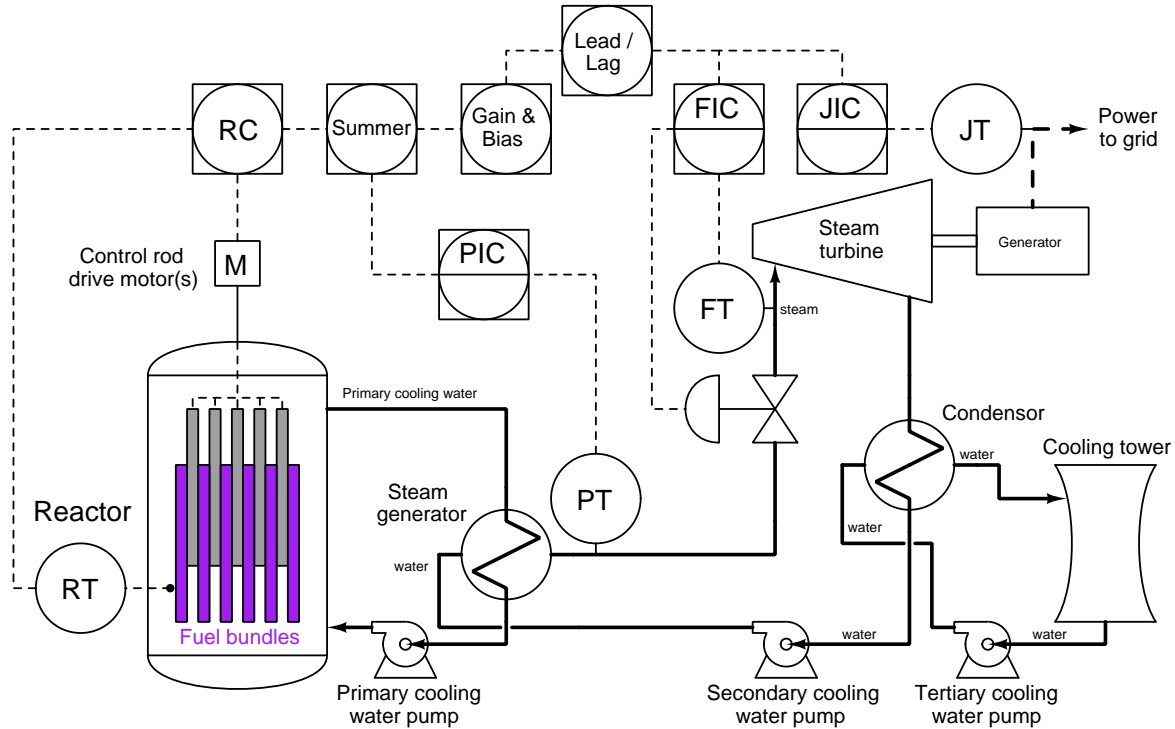 Lead /
Lag
RC
Summer
Gain &
Bias
FIC
JIC
JT
Power
to grid
Control rod
drive motor(s)
M
PIC
FT
steam
Steam
turbine
Generator
Primary cooling water
Condensor
water
Cooling tower
Reactor
RT
Fuel bundles
Steam
generator
water
PT
water
water
water
Primary cooling
water pump
Secondary cooling
water pump
Tertiary cooling
water pump